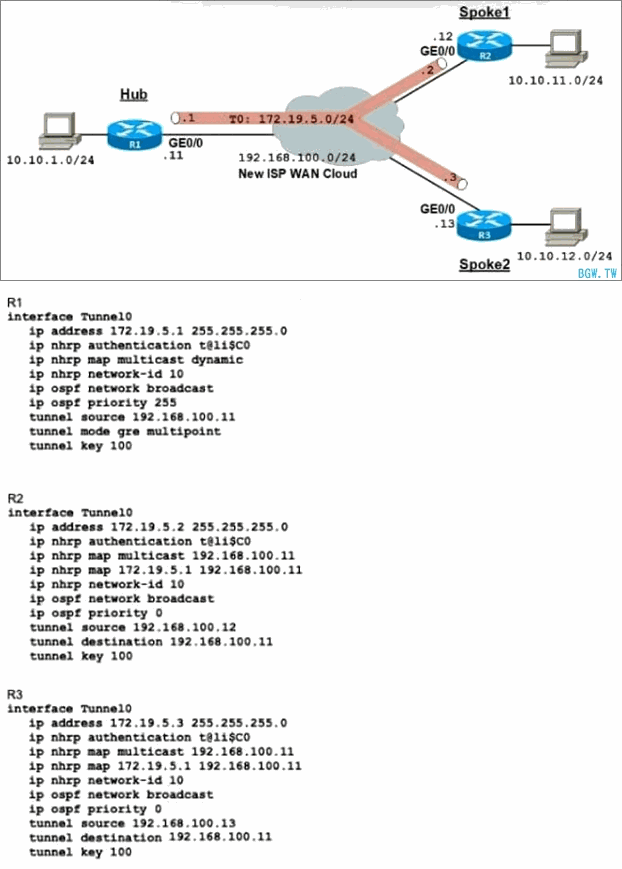 Spoke1
.12
GE0/0
R2
.2
10.10.11.0/24
Hub
.1
T0: 172.19.5.0/24
R1
GE0/0
.11
10.10.1.0/24
192.168.100.0/24
New ISP WAN Cloud
.3
GE0/0
.13
R3
10.10.12.0/24
Spoke2
BGW.TW
R1
interface Tunnel0
ip address 172.19.5.1 255.255.255.0
ip nhrp authentication t@li$C0
ip nhrp map multicast dynamic
ip nhrp network-id 10
ip ospf network broadcast
ip ospf priority 255
tunnel source 192.168.100.11
tunnel mode gre multipoint
tunnel key 100
R2
interface Tunnel0
ip address 172.19.5.2 255.255.255.0
ip nhrp authentication t@li$C0
ip nhrp map multicast 192.168.100.11
ip nhrp map 172.19.5.1 192.168.100.11
ip nhrp network-id 10
ip ospf network broadcast
ip ospf priority 0
tunnel source 192.168.100.12
tunnel destination 192.168.100.11
tunnel key 100
R3
interface Tunnel0
ip address 172.19.5.3 255.255.255.0
ip nhrp authentication t@li$C0
ip nhrp map multicast 192.168.100.11
ip nhrp map 172.19.5.1 192.168.100.11
ip nhrp network-id 10
ip ospf network broadcast
ip ospf priority 0
tunnel source 192.168.100.13
tunnel destination 192.168.100.11
tunnel key 100